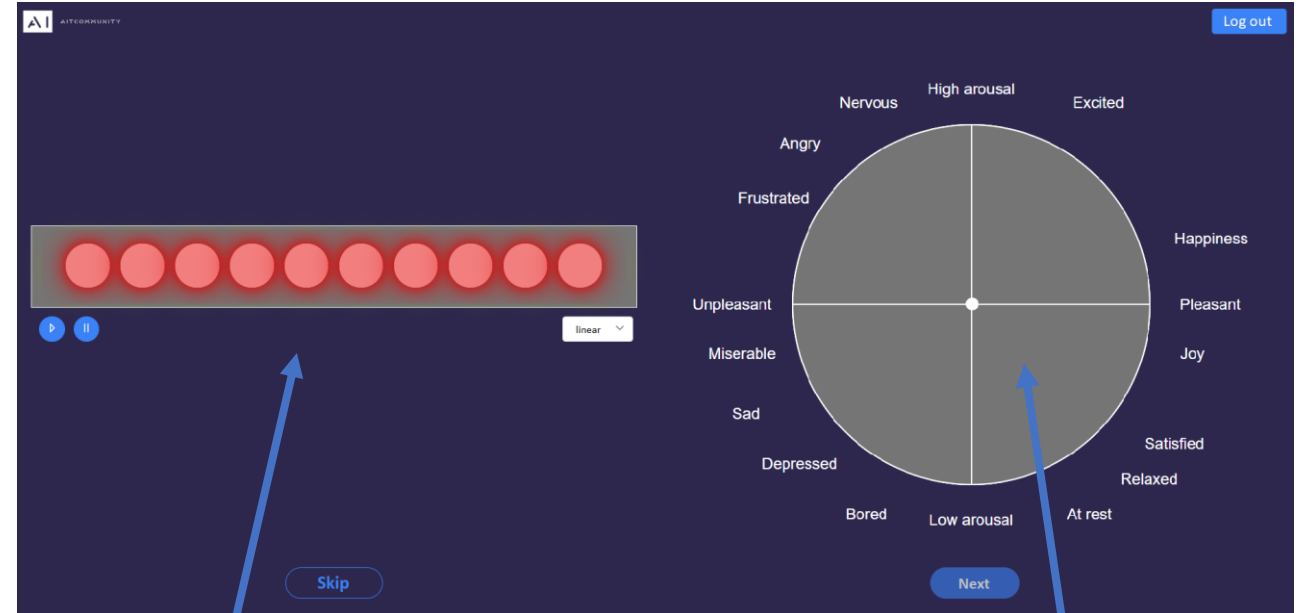 AI AITCOMMUNITY
Log out
High arousal
Nervous
Excited
Angry
Frustrated
Happiness
Unpleasant
Pleasant
linear
Miserable
Joy
Sad
Satisfied
Depressed
Relaxed
Bored
Low arousal
At rest
Skip
Next